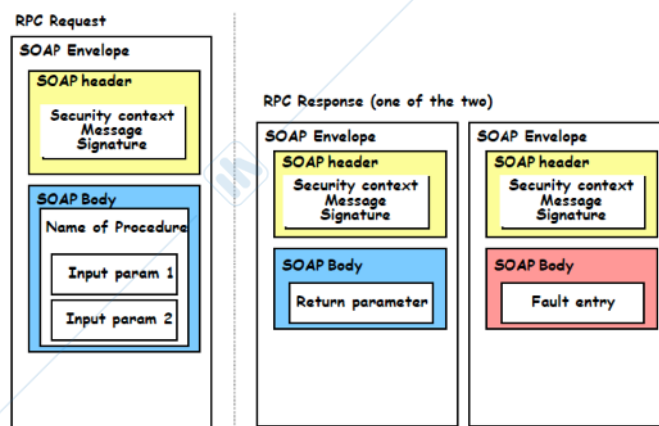 RPC Request
SOAP Envelope
SOAP header
Security context
Message
Signature
SOAP Body
Name of Procedure
Input param 1
Input param 2
RPC Response (one of the two)
SOAP Envelope
SOAP header
Security context
Message
Signature
SOAP Body
Return parameter
SOAP Envelope
SOAP header
Security context
Message
Signature
SOAP Body
Fault entry